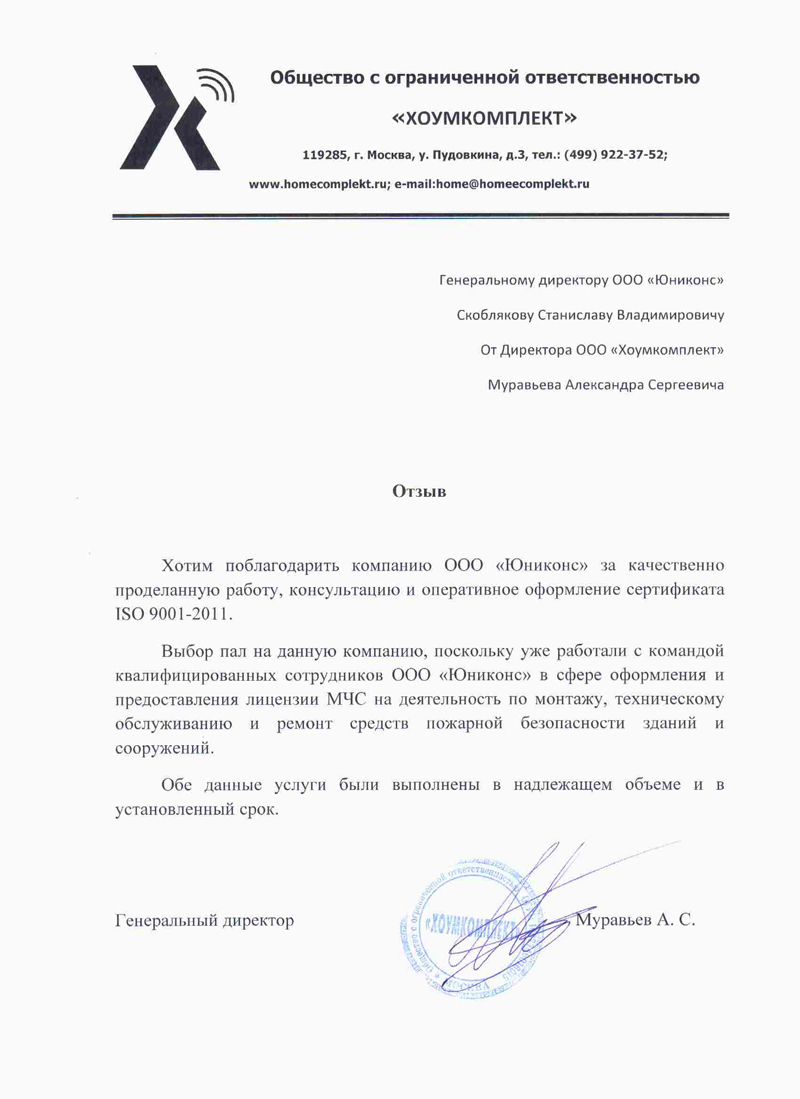 Общество с ограниченной ответственностью
«ХОУМКОМПЛЕКТ»
119285, г. Москва, у. Пудовкина, д.3, тел.: (499) 922-37-52;
www.homecomplekt.ru; e-mail:home@homeecomplekt.ru
Генеральному директору ООО «Юниконс»
Скоблякову Станиславу Владимировичу
От Директора ООО «Хоумкомплект»
Муравьева Александра Сергеевича
Отзыв
Хотим поблагодарить компанию ООО «Юниконс» за качественно
проделанную работу, консультацию и оперативное оформление сертификата
ISO 9001-2011.
Выбор пал на данную компанию, поскольку уже работали с командой
квалифицированных сотрудников ООО «Юниконс» в сфере оформления и
предоставления лицензии МЧС на деятельность по монтажу, техническому
обслуживанию и ремонт средств пожарной безопасности зданий и
сооружений.
Обе данные услуги были выполнены в надлежащем объеме и в
установленный срок.
Генеральный директор
Муравьев А. С.
Общество с ограниченной ответственностью
«ХОУМКОМПЛЕКТ»
* МОСКВА